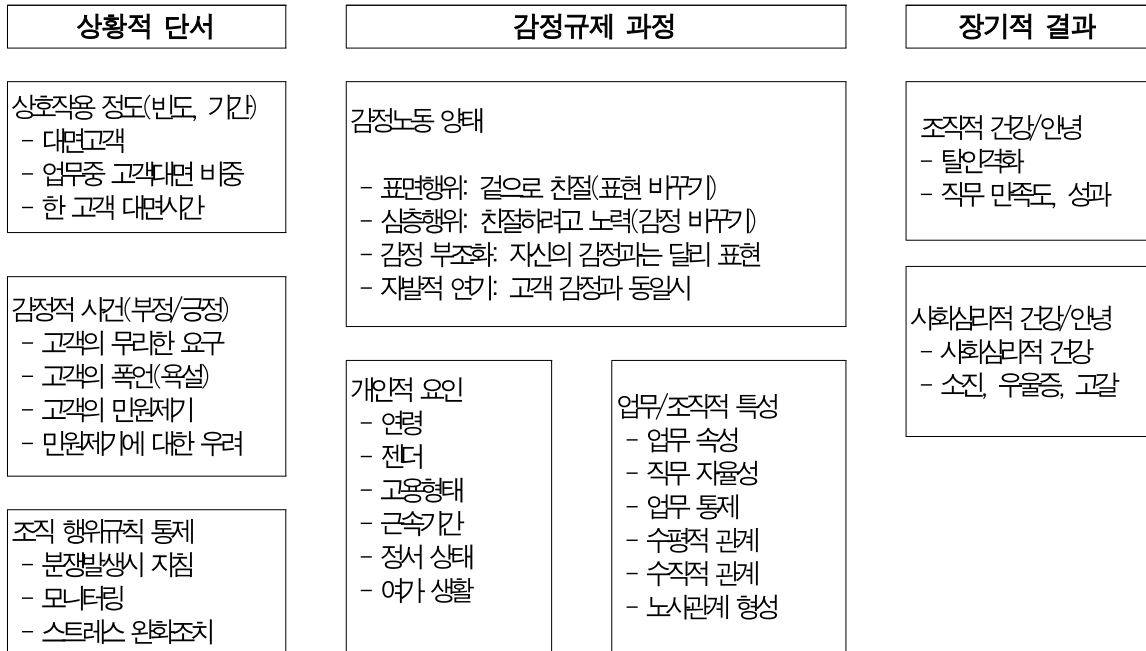 상황적 단서
상호작용 정도(빈도, 기간)
- 대면고객
- 업무중 고객대면 비중
- 한 고객 대면시간
감정적 사건(부정/긍정)
- 고객의 무리한 요구
- 고객의 폭언(욕설)
- 고객의 민원제기
- 민원제기에 대한 우려
조직 행위규칙 통제
- 분쟁발생시 지침
- 모니터링
- 스트레스 완화조치
감정규제 과정
감정노동 양태
- 표면행위: 겉으로 친절(표현 바꾸기)
- 심층행위: 친절하려고 노력(감정 바꾸기)
- 감정 부조화: 자신의 감정과는 달리 표현
- 자발적 연기: 고객 감정과 동일시
개인적 요인
- 연령
- 젠더
- 고용형태
- 근속기간
- 정서 상태
- 여가 생활
업무/조직적 특성
- 업무 속성
- 직무 자율성
- 업무 통제
- 수평적 관계
- 수직적 관계
- 노사관계 형성
장기적 결과
조직적 건강/안녕
- 탈인격화
- 직무 만족도, 성과
사회심리적 건강/안녕
- 사회심리적 건강
- 소진, 우울증, 고갈